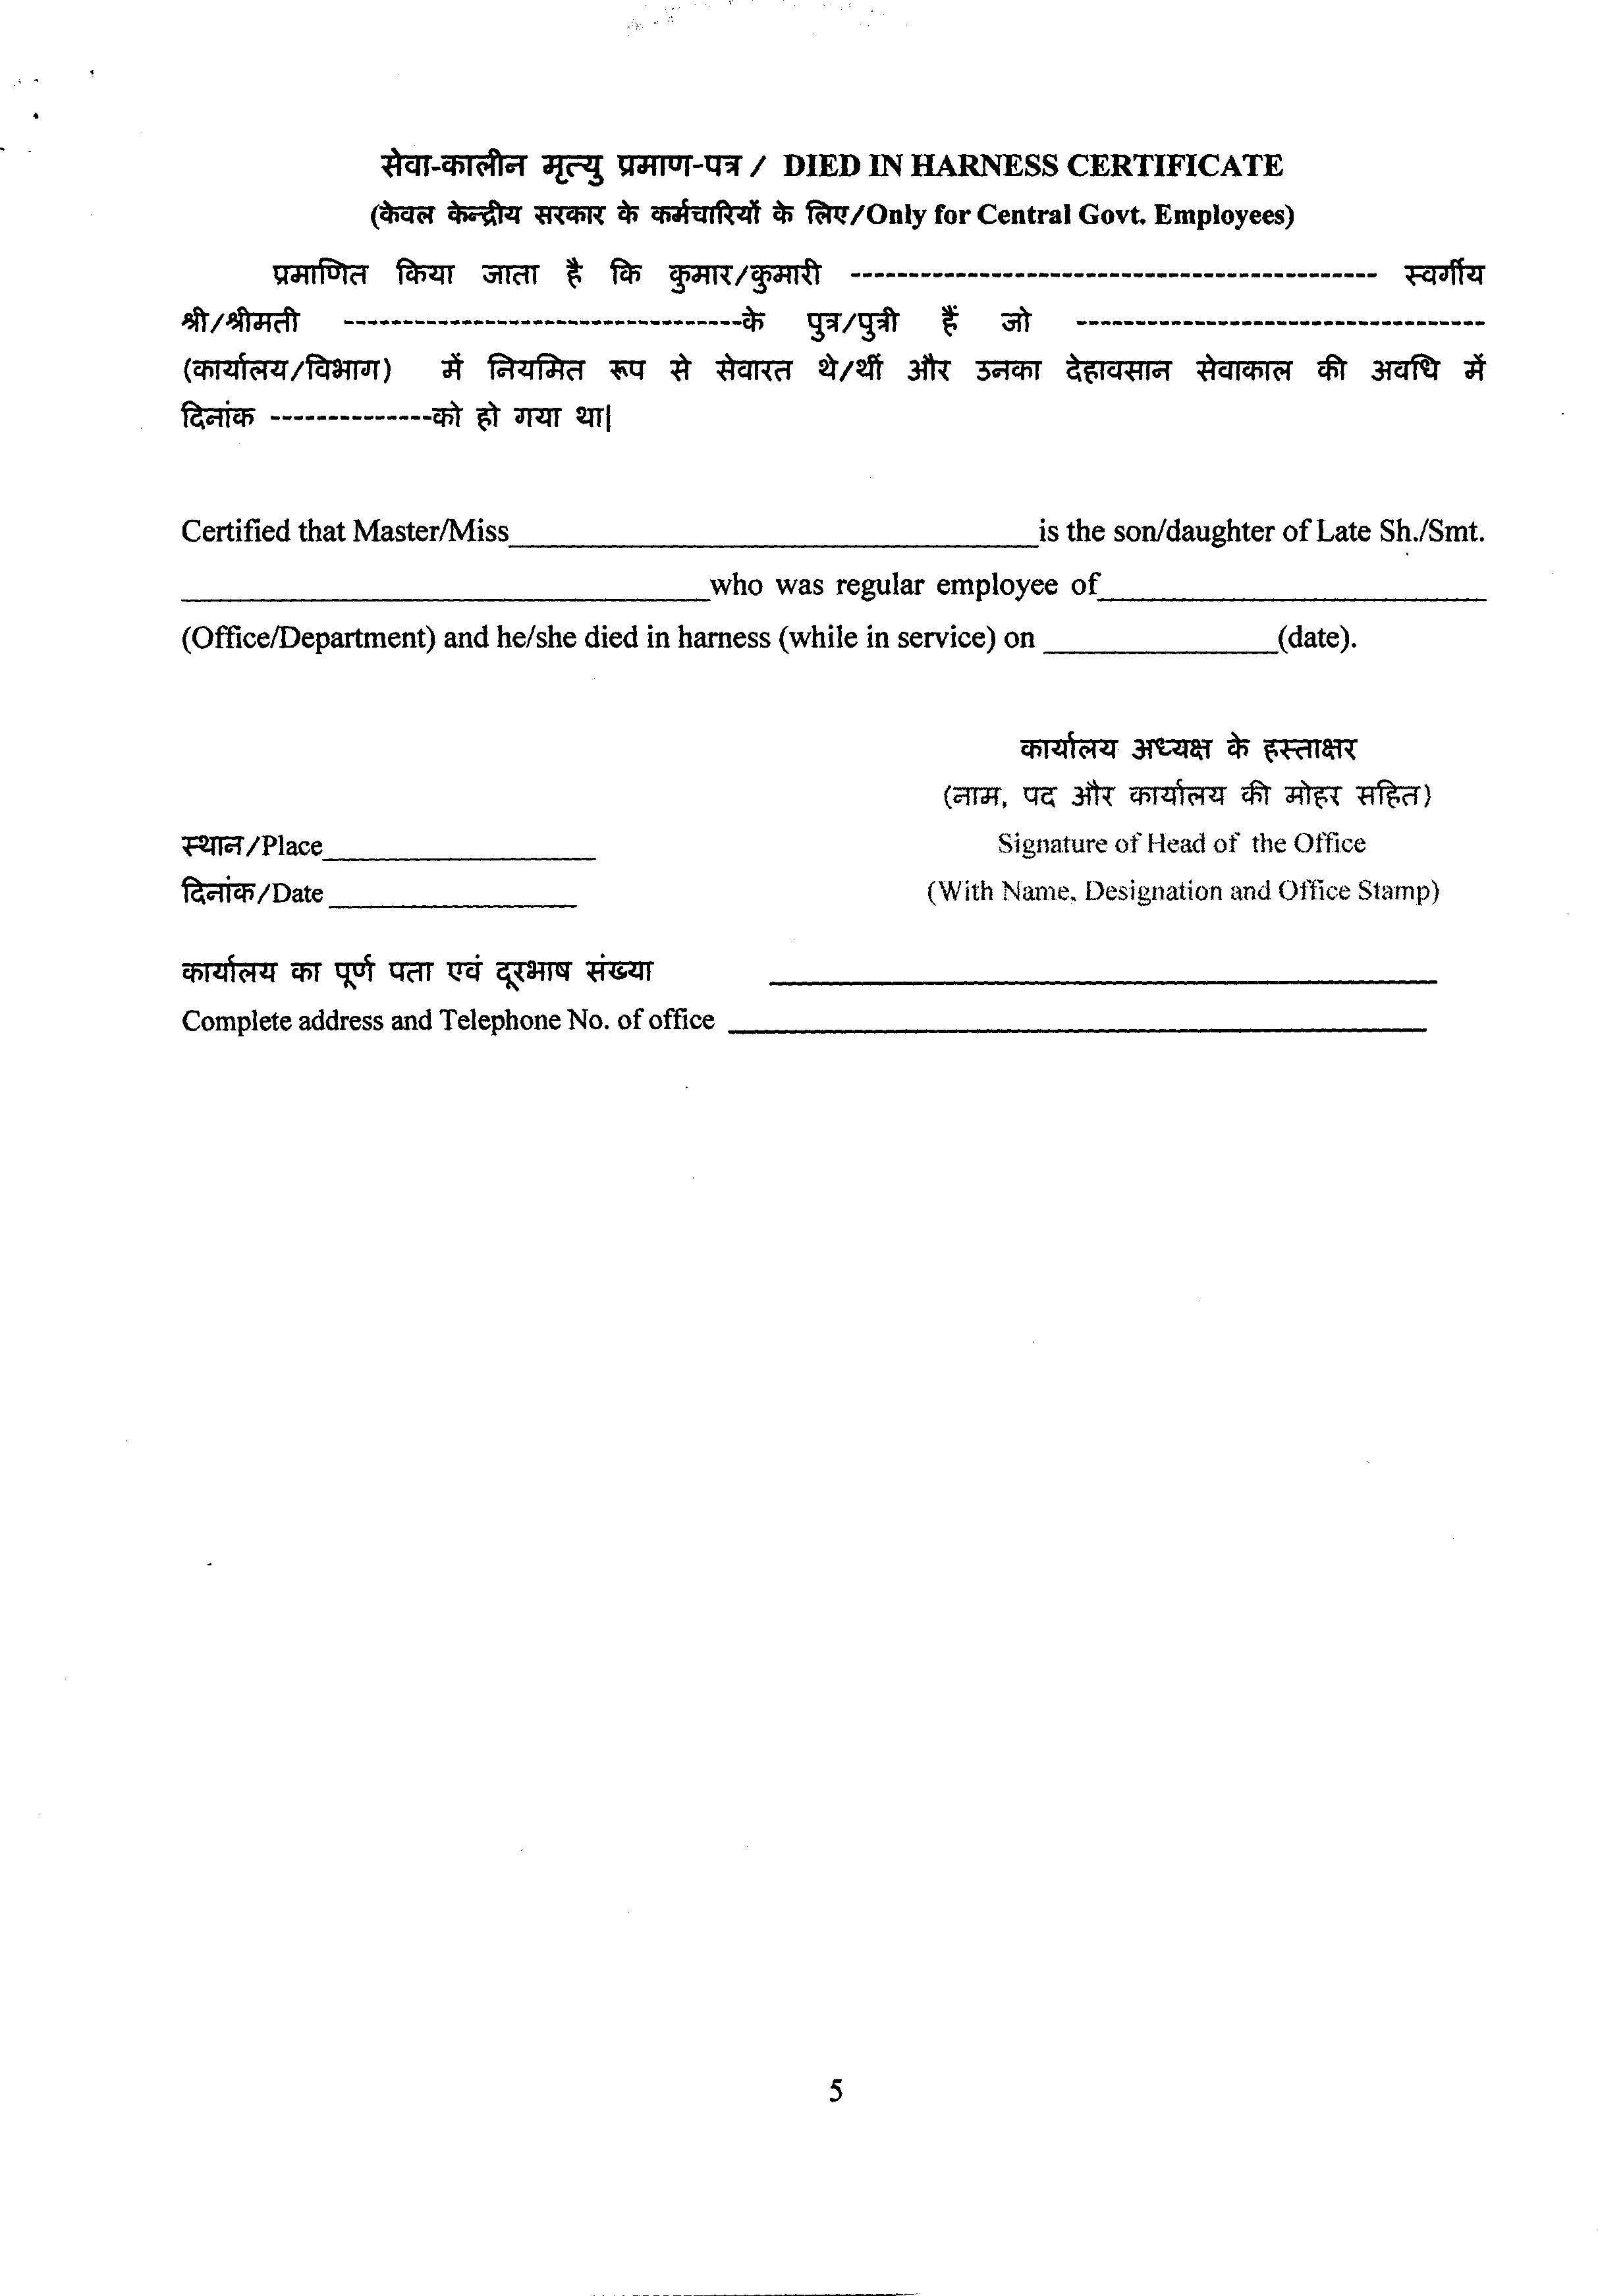 सेवा-कालीन मृत्यु प्रमाण-पत्र / DIED IN HARNESS CERTIFICATE
(केवल केन्द्रीय सरकार के कर्मचारियों के लिए/Only for Central Govt. Employees)
प्रमाणित किया जाता है कि कुमार/कुमारी --------------------------------------------- स्वर्गीय
श्री/श्रीमती ----------------------------------के पुत्र/पुत्री हैं जो -----------------------------------
(कार्यालय/विभाग) में नियमित रूप से सेवारत थे/थीं और उनका देहावसान सेवाकाल की अवधि में
दिनांक --------------को हो गया था|
Certified that Master/Miss__________________________________is the son/daughter of Late Sh./Smt.
__________________________________who was regular employee of_________________________
(Office/Department) and he/she died in harness (while in service) on _______________(date).
कार्यालय अध्यक्ष के हस्ताक्षर
(नाम, पद और कार्यालय की मोहर सहित)
स्थान/Place__________________ Signature of Head of the Office
दिनांक/Date ________________ (With Name, Designation and Office Stamp)
कार्यालय का पूर्ण पता एवं दूरभाष संख्या ____________________________________________
Complete address and Telephone No. of office ______________________________________________
5